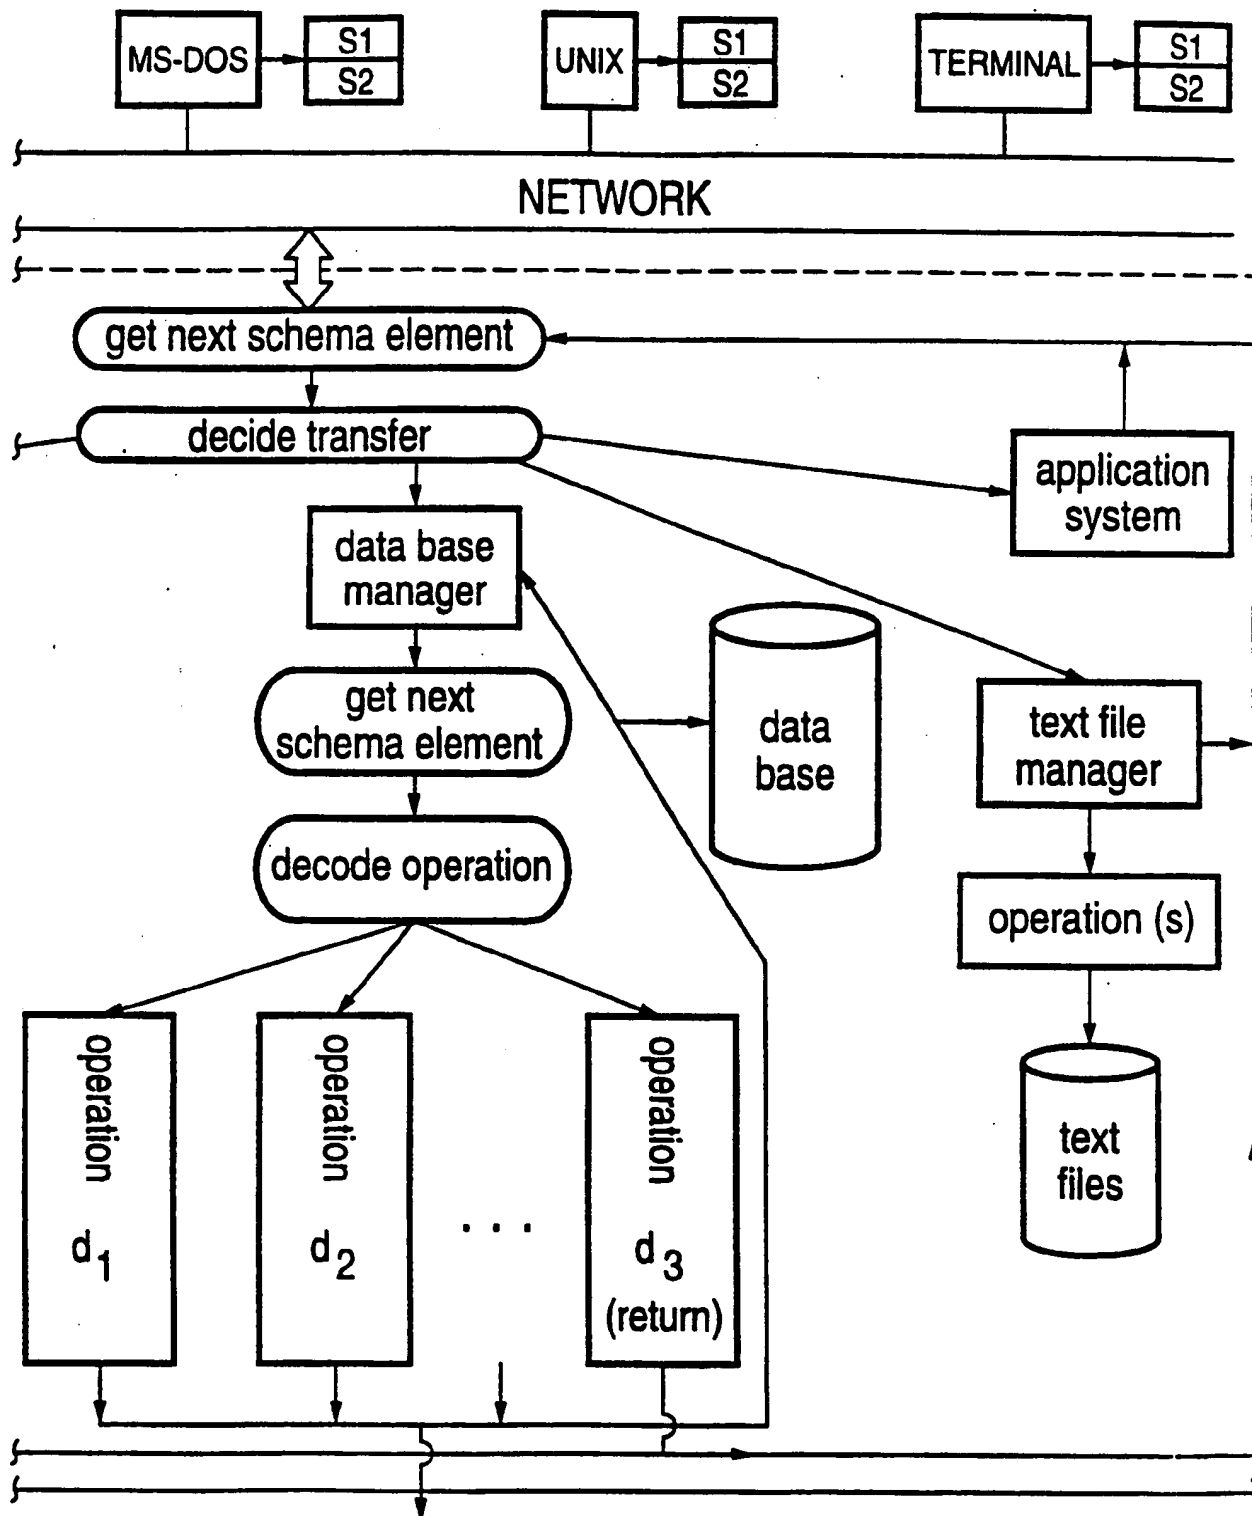 MS-DOS
S1
S2
UNIX
S1
S2
TERMINAL
S1
S2
NETWORK
get next schema element
decide transfer
application
system
data base
manager
get next
schema element
data
base
text file
manager
decode operation
operation (s)
operation
d1
operation
d2
. . .
operation
d3
(return)
text
files